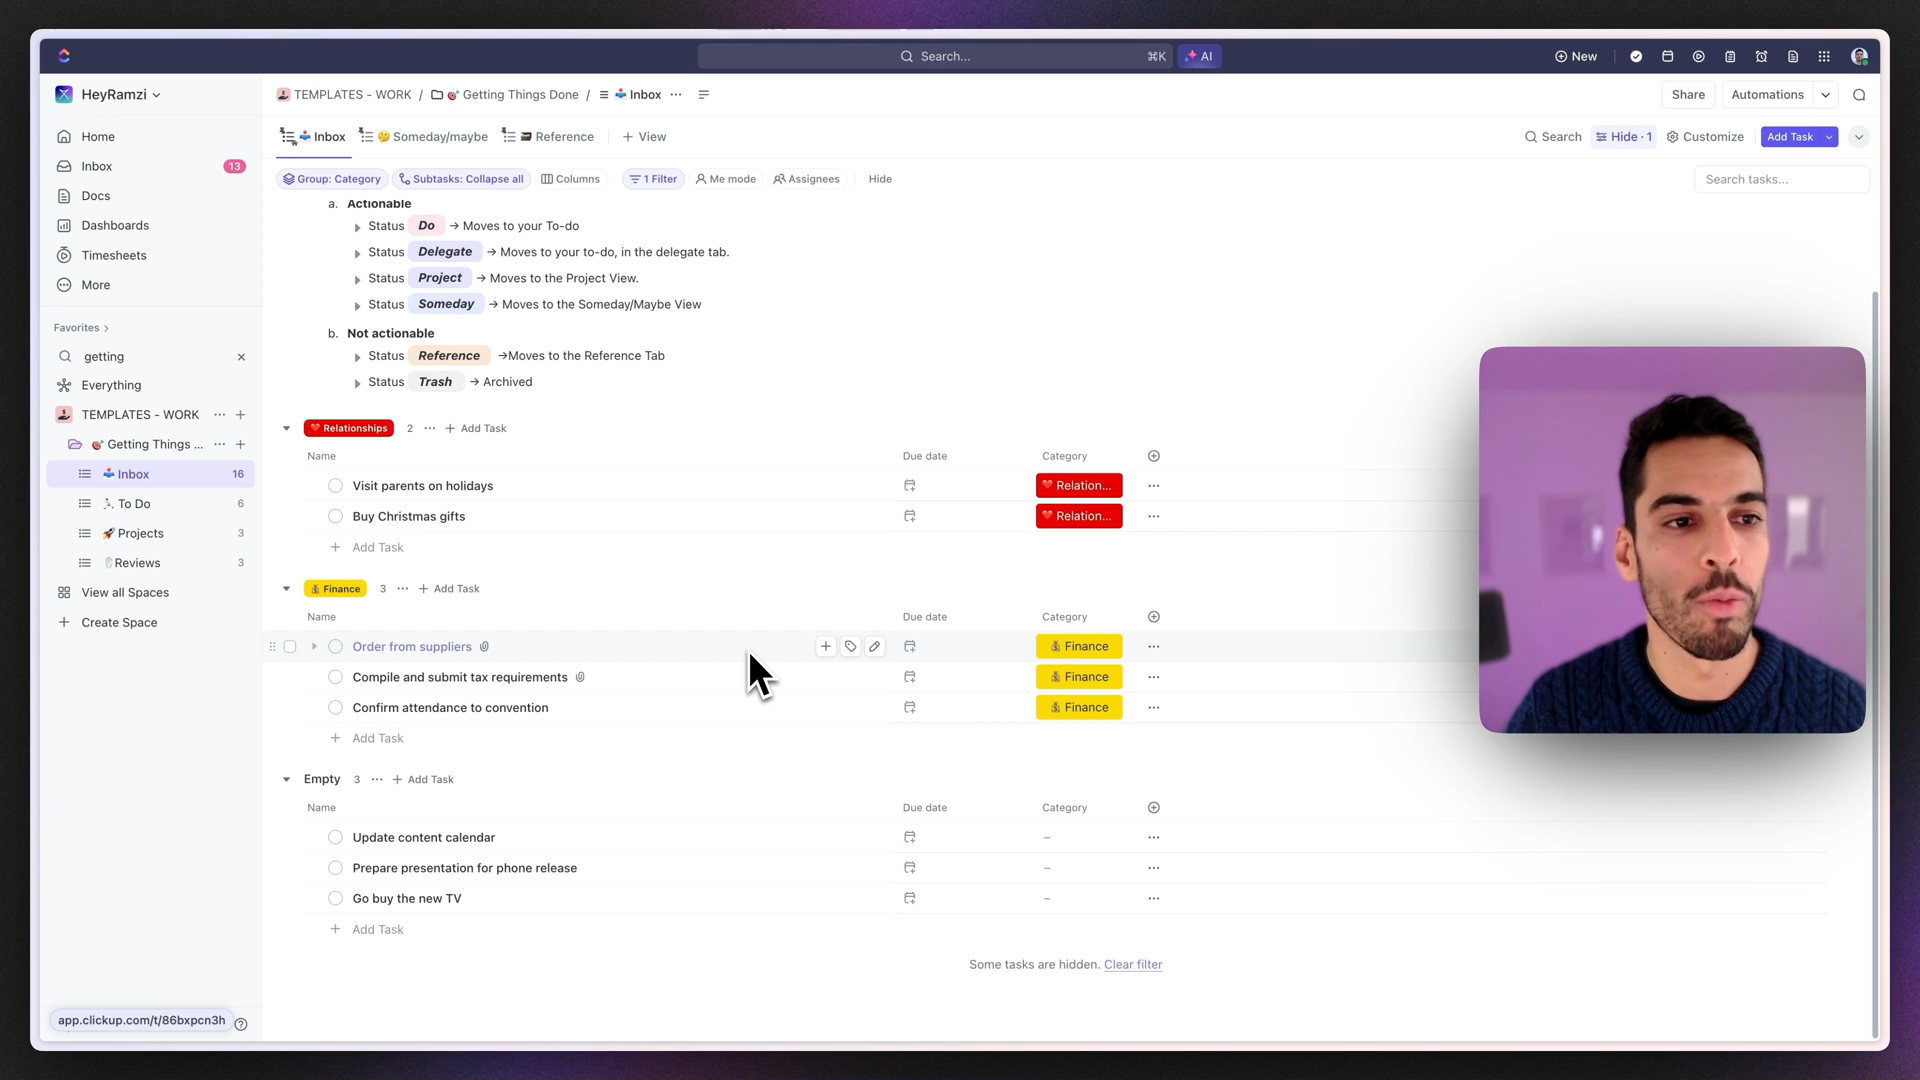 Search...
⌘K
AI
New
HeyRamzi
TEMPLATES - WORK / Getting Things Done / Inbox
Share
Automations
Home
Inbox 13
Docs
Dashboards
Timesheets
More
Favorites
getting
Everything
TEMPLATES - WORK
Getting Things ...
Inbox 16
To Do 6
Projects 3
Reviews 3
View all Spaces
Create Space
app.clickup.com/t/86bxpcn3h
Inbox
Someday/maybe
Reference
View
Search
Hide · 1
Customize
Add Task
Group: Category
Subtasks: Collapse all
Columns
1 Filter
Me mode
Assignees
Hide
Search tasks...
a. Actionable
Status Do → Moves to your To-do
Status Delegate → Moves to your to-do, in the delegate tab.
Status Project → Moves to the Project View.
Status Someday → Moves to the Someday/Maybe View
b. Not actionable
Status Reference →Moves to the Reference Tab
Status Trash → Archived
Relationships 2 Add Task
Name Due date Category
Visit parents on holidays Relation...
Buy Christmas gifts Relation...
Add Task
Finance 3 Add Task
Name Due date Category
Order from suppliers Finance
Compile and submit tax requirements Finance
Confirm attendance to convention Finance
Add Task
Empty 3 Add Task
Name Due date Category
Update content calendar –
Prepare presentation for phone release –
Go buy the new TV –
Add Task
Some tasks are hidden. Clear filter